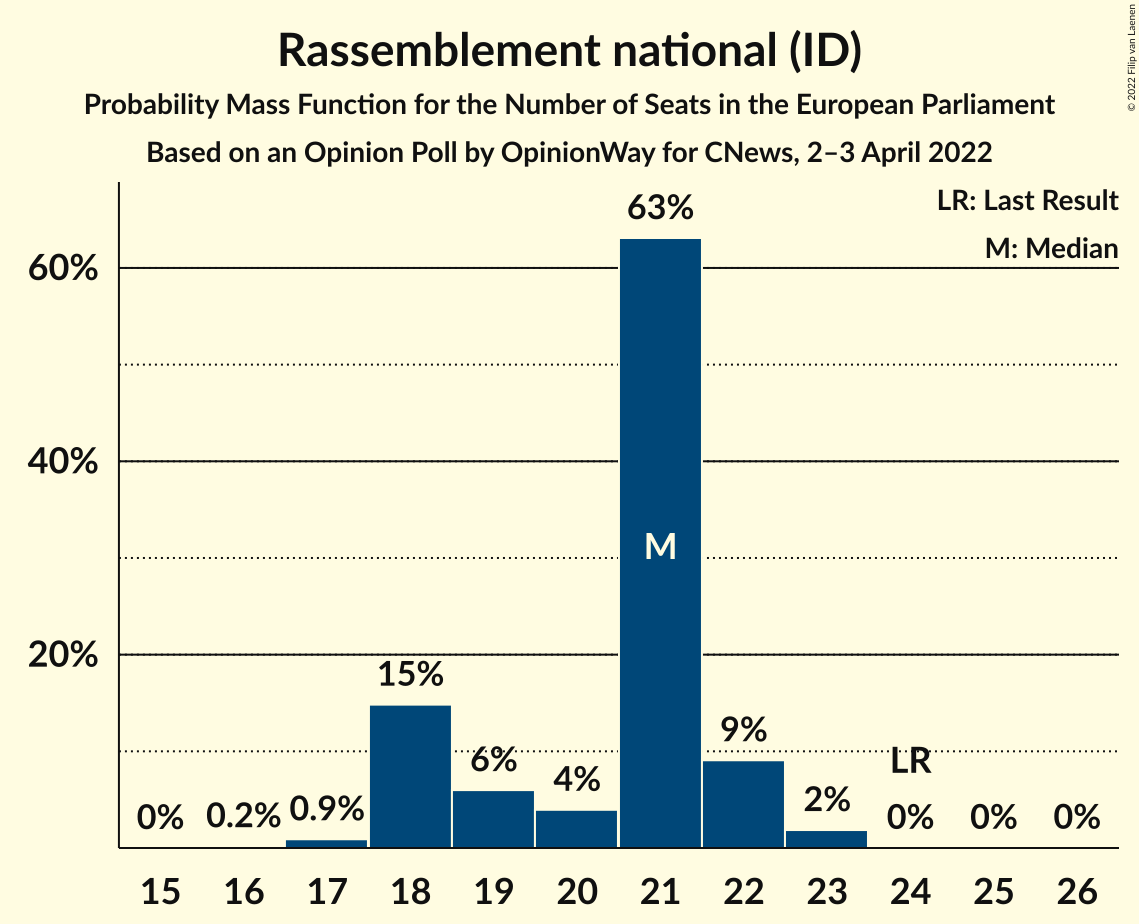 Rassemblement national (ID)
Probability Mass Function for the Number of Seats in the European Parliament
Based on an Opinion Poll by OpinionWay for CNews, 2–3 April 2022
© 2022 Filip van Laenen
LR: Last Result
M: Median
60%
40%
20%
0%
0.2%
0.9%
15%
6%
4%
63%
M
9%
2%
LR
0%
0%
0%
15 16 17 18 19 20 21 22 23 24 25 26